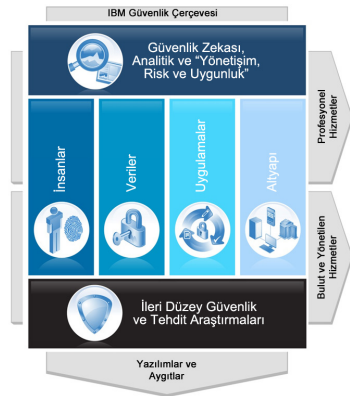 IBM Güvenlik Çerçevesi
Güvenlik Zekası,
Analitik ve “Yönetişim,
Risk ve Uygunluk”
İnsanlar
Veriler
Uygulamalar
Altyapı
Profesyonel
Hizmetler
Bulut ve Yönetilen
Hizmetler
İleri Düzey Güvenlik
ve Tehdit Araştırmaları
Yazılımlar ve
Aygıtlar